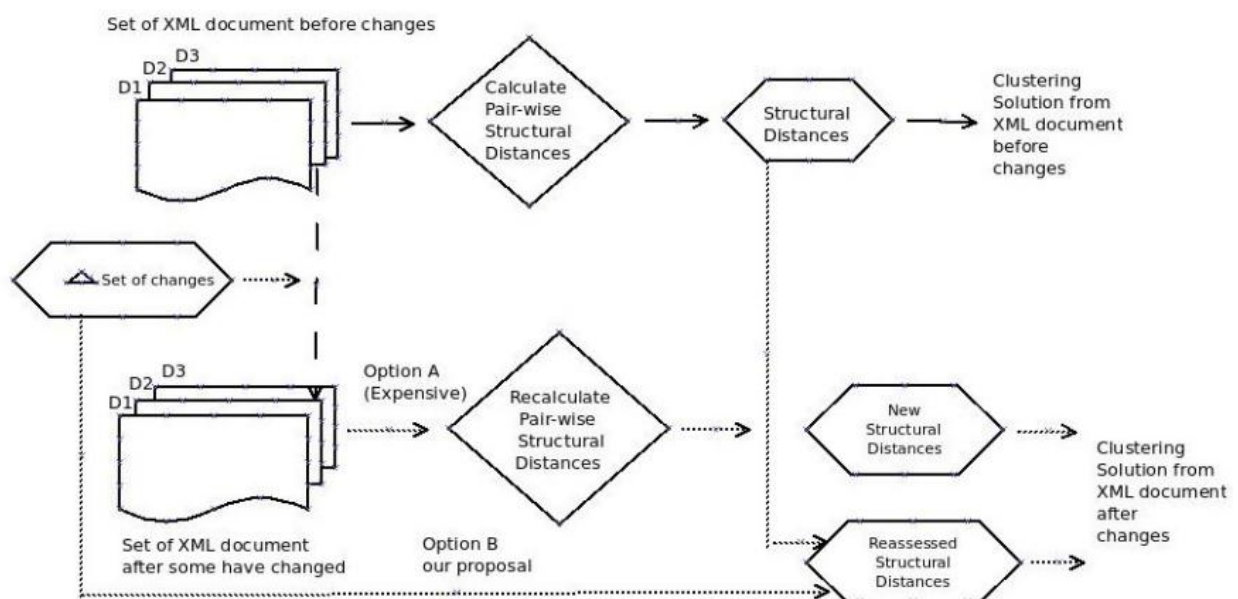 Set of XML document before changes
D3
D2
D1
Calculate
Pair-wise
Structural
Distances
Structural
Distances
Clustering
Solution from
XML document
before
changes
Set of changes
D3
D2
D1
Option A
(Expensive)
Recalculate
Pair-wise
Structural
Distances
New
Structural
Distances
Clustering
Solution from
XML document
after
changes
Set of XML document
after some have changed
Option B
our proposal
Reassessed
Structural
Distances